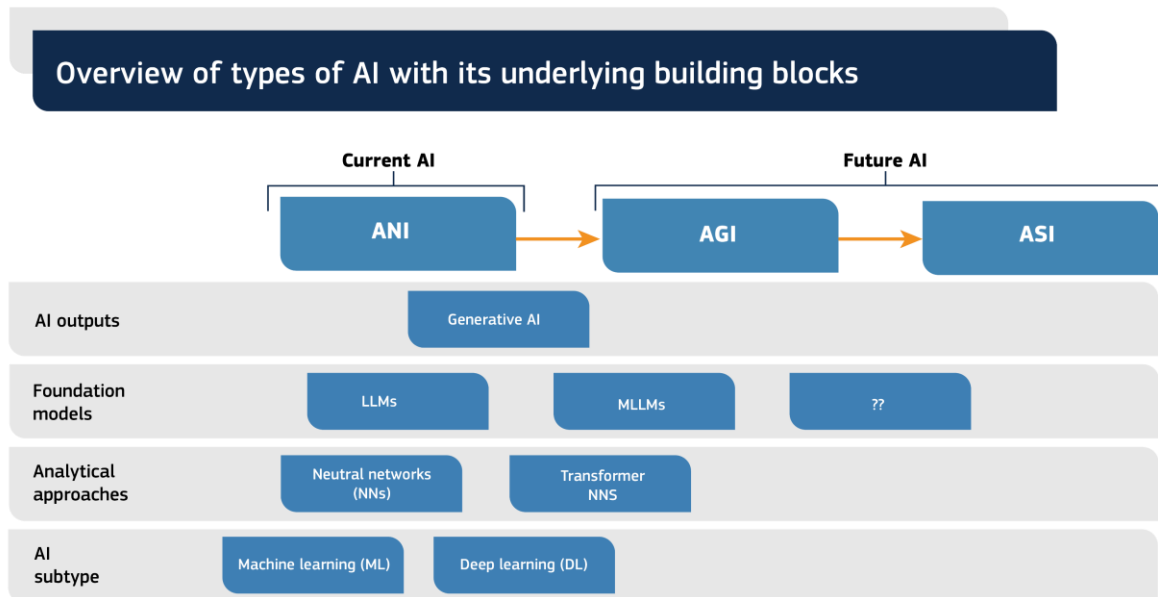 Overview of types of AI with its underlying building blocks
Current AI
Future AI
ANI
AGI
ASI
AI outputs
Generative AI
Foundation
models
LLMs
MLLMs
??
Analytical
approaches
Neutral networks
(NNs)
Transformer
NNS
AI
subtype
Machine learning (ML)
Deep learning (DL)